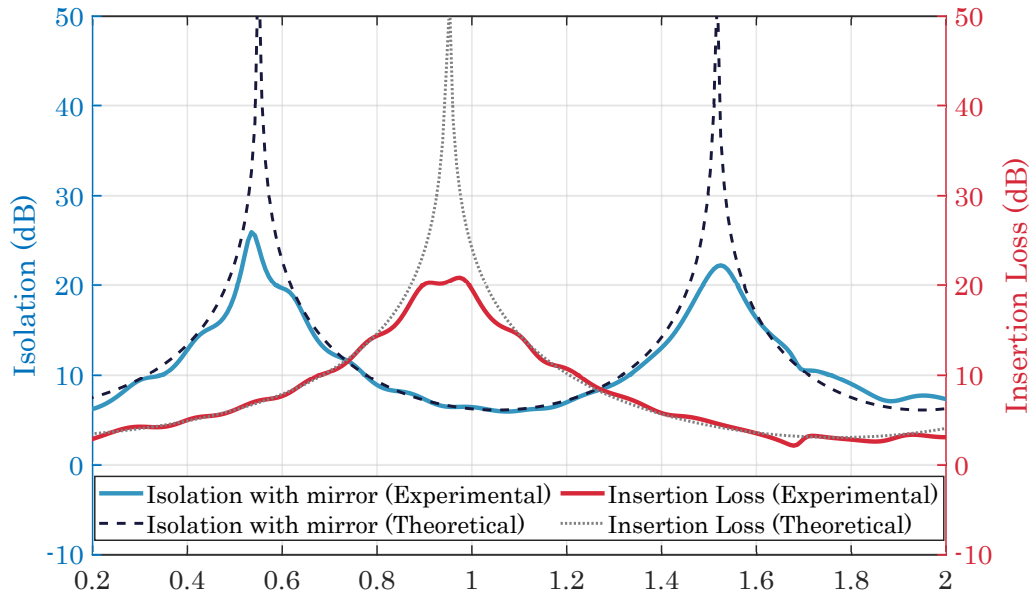 50
40
30
20
10
0
-10
Isolation (dB)
50
40
30
20
10
0
-10
Insertion Loss (dB)
Isolation with mirror (Experimental)
Insertion Loss (Experimental)
Isolation with mirror (Theoretical)
Insertion Loss (Theoretical)
0.2 0.4 0.6 0.8 1 1.2 1.4 1.6 1.8 2